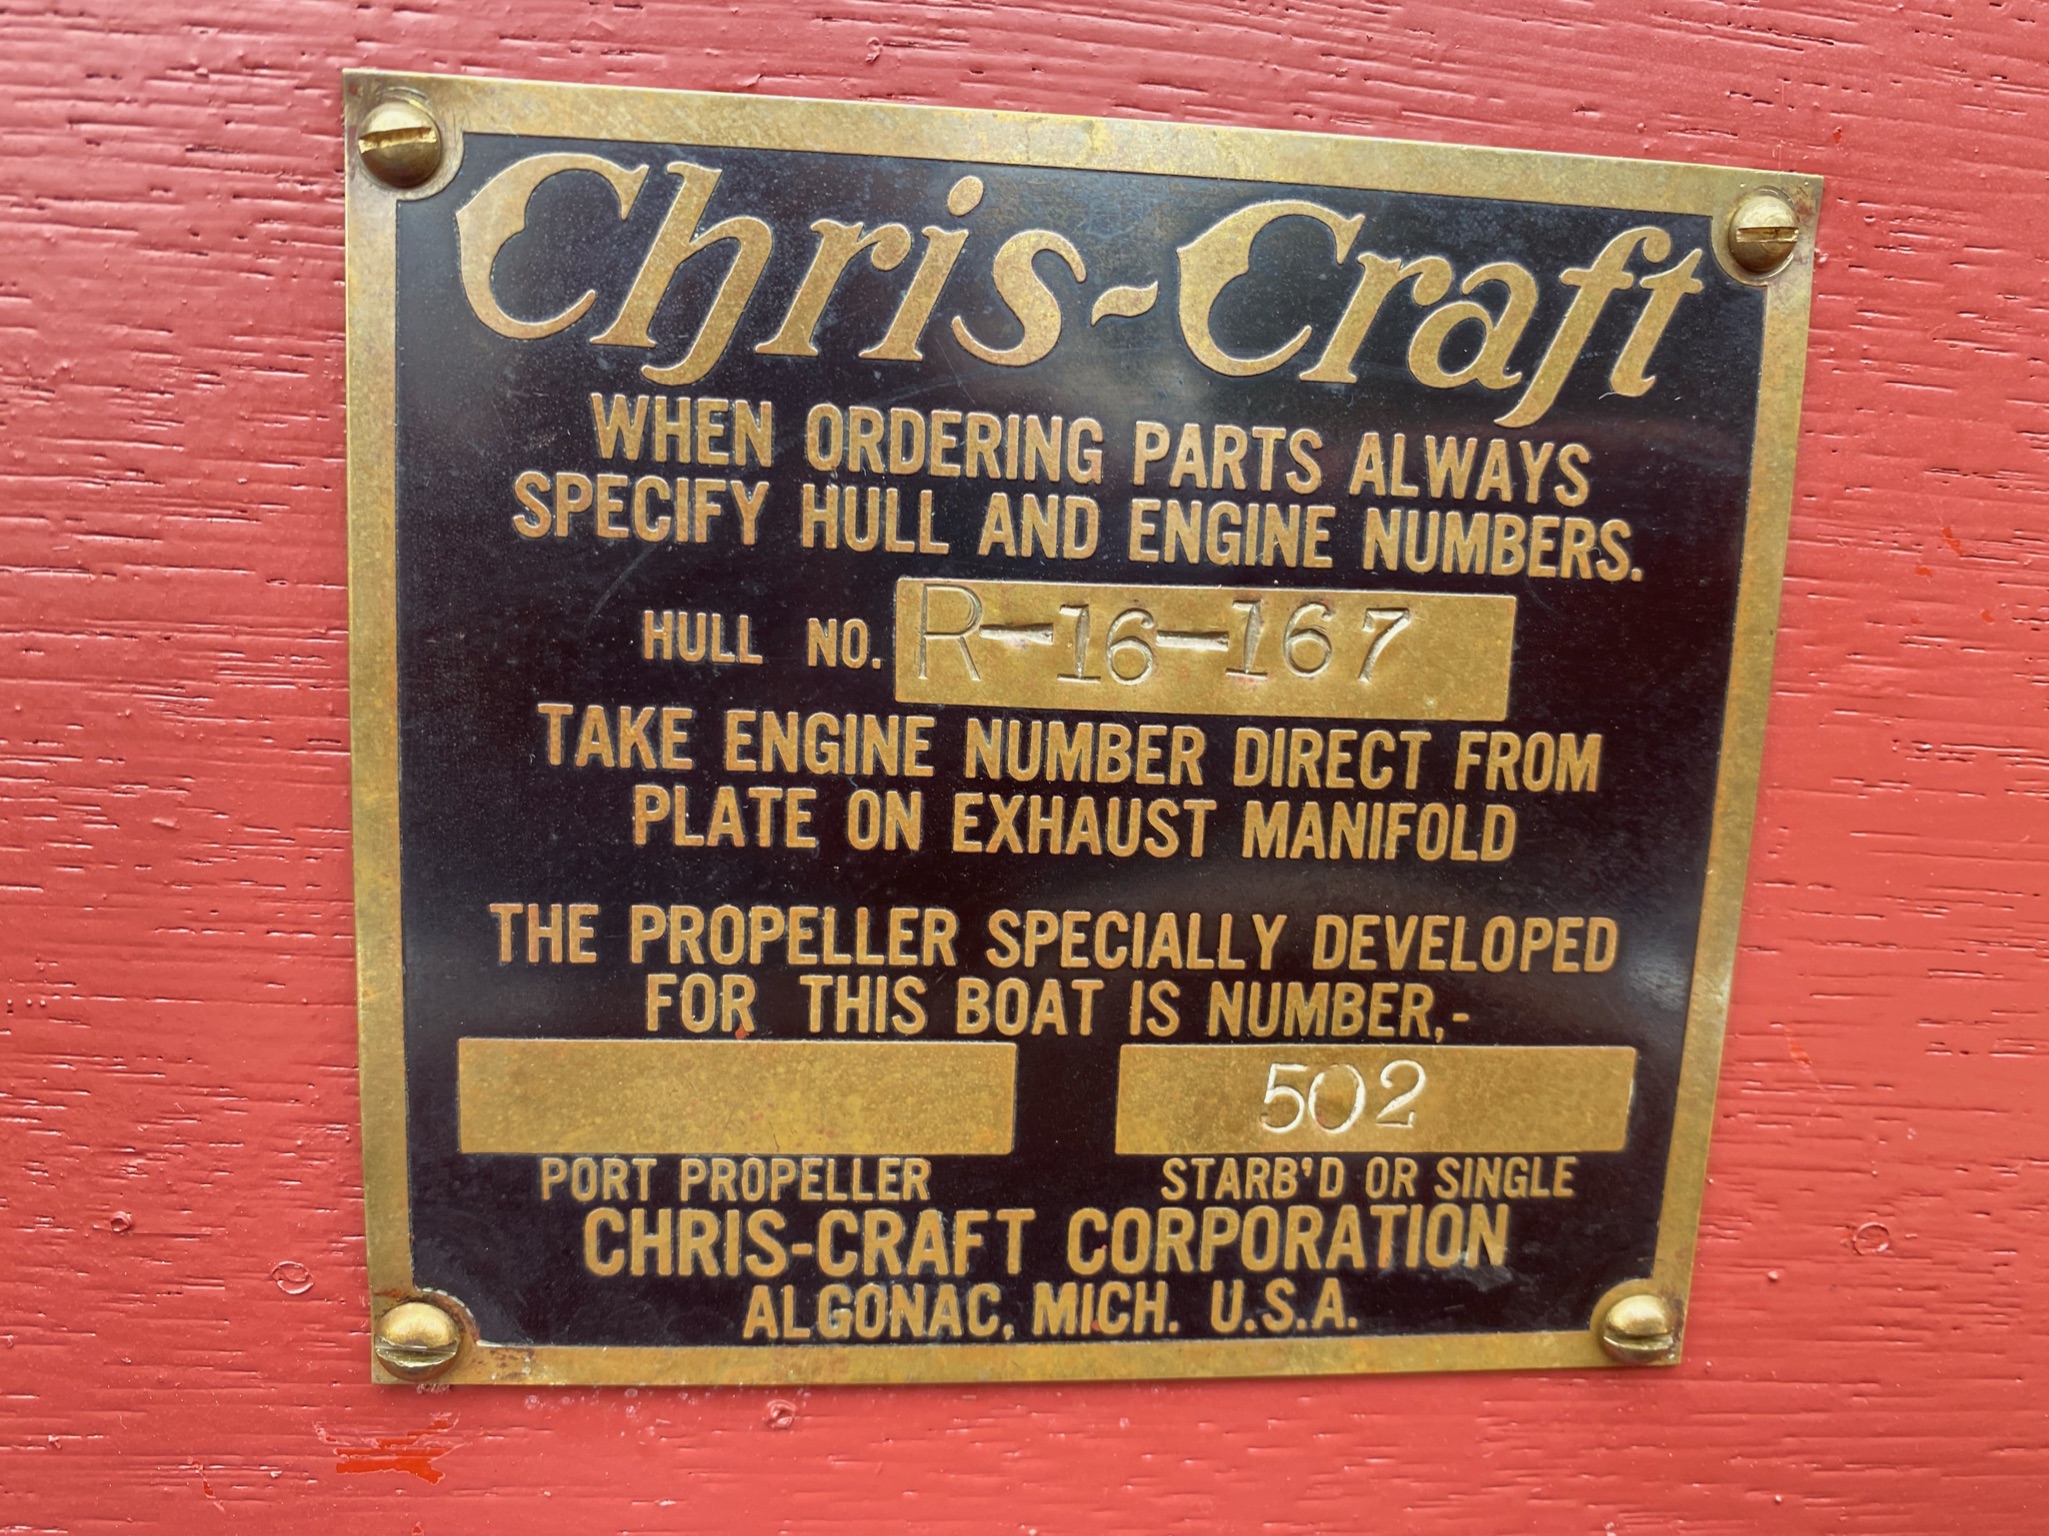 Chris-Craft
WHEN ORDERING PARTS ALWAYS
SPECIFY HULL AND ENGINE NUMBERS.
HULL NO. R-16-167
TAKE ENGINE NUMBER DIRECT FROM
PLATE ON EXHAUST MANIFOLD
THE PROPELLER SPECIALLY DEVELOPED
FOR THIS BOAT IS NUMBER,-
502
PORT PROPELLER STARB'D OR SINGLE
CHRIS-CRAFT CORPORATION
ALGONAC, MICH. U.S.A.